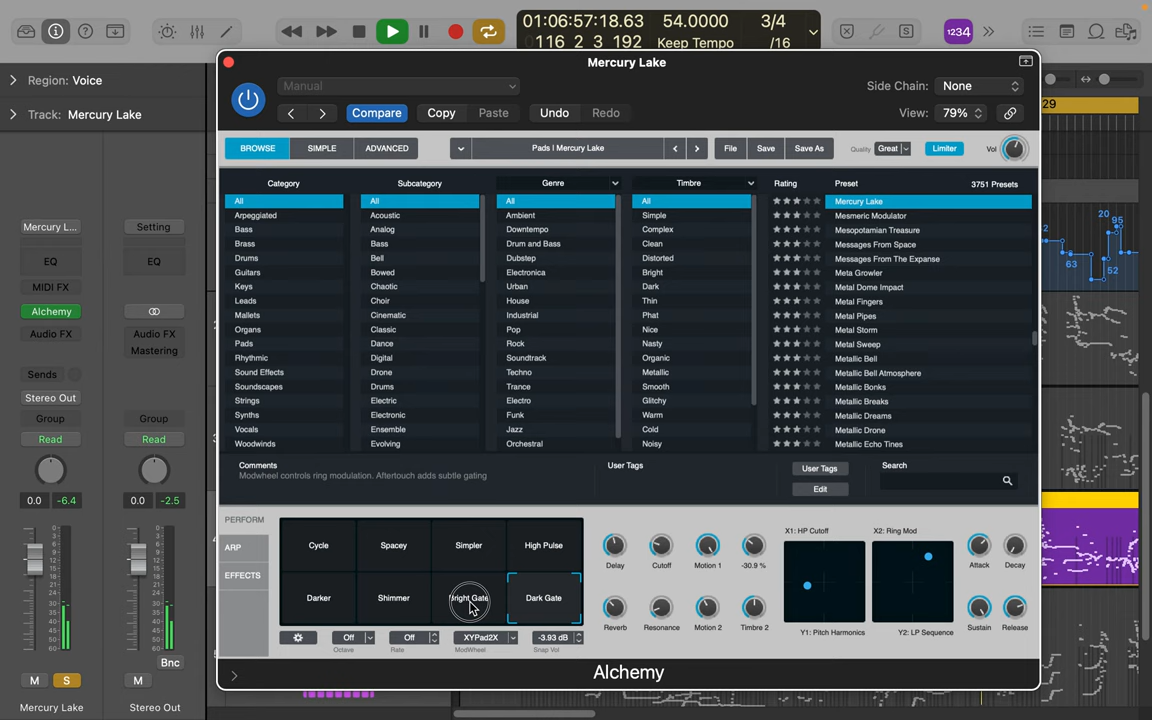 01:06:57:18.63 54.0000 3/4
116 2 3 192 Keep Tempo /16
1234
Region: Voice
Track: Mercury Lake
Mercury Lake
Manual
Side Chain: None
Compare Copy Paste Undo Redo
View: 79%
BROWSE SIMPLE ADVANCED
Pads | Mercury Lake
File Save Save As
Quality Great
Limiter
Vol
29
Category Subcategory Genre Timbre Rating Preset 3751 Presets
All All All All Mercury Lake
Arpeggiated Acoustic Ambient Simple Mesmeric Modulator
Bass Analog Downtempo Complex Mesopotamian Treasure
Brass Bass Drum and Bass Clean Messages From Space
Drums Bell Dubstep Distorted Messages From The Expanse
Guitars Bowed Electronica Bright Meta Growler
Keys Chaotic Urban Dark Metal Dome Impact
Leads Choir House Thin Metal Fingers
Mallets Cinematic Industrial Phat Metal Pipes
Organs Classic Pop Nice Metal Storm
Pads Dance Rock Nasty Metal Sweep
Rhythmic Digital Soundtrack Organic Metallic Bell
Sound Effects Drone Techno Metallic Metallic Bell Atmosphere
Soundscapes Drums Trance Smooth Metallic Bonks
Strings Electric Electro Glitchy Metallic Breaks
Synths Electronic Funk Warm Metallic Dreams
Vocals Ensemble Jazz Cold Metallic Drone
Woodwinds Evolving Orchestral Noisy Metallic Echo Tines
20 95
2
63 52
Mercury L...
Setting
EQ EQ
MIDI FX
Alchemy
Audio FX Audio FX
Mastering
Sends
Stereo Out
Group Group
Read Read
0.0 -6.4 0.0 -2.5
Comments
Modwheel controls ring modulation. Aftertouch adds subtle gating
User Tags
User Tags
Edit
Search
PERFORM
ARP
EFFECTS
Cycle Spacey Simpler High Pulse
Darker Shimmer Bright Gate Dark Gate
Off Off XYPad2X -3.93 dB
Octave Rate ModWheel Snap Vol
Delay Cutoff Motion 1 -30.9 %
Reverb Resonance Motion 2 Timbre 2
X1: HP Cutoff X2: Ring Mod
Y1: Pitch Harmonics Y2: LP Sequence
Attack Decay
Sustain Release
Alchemy
Bnc
M S M
Mercury Lake Stereo Out